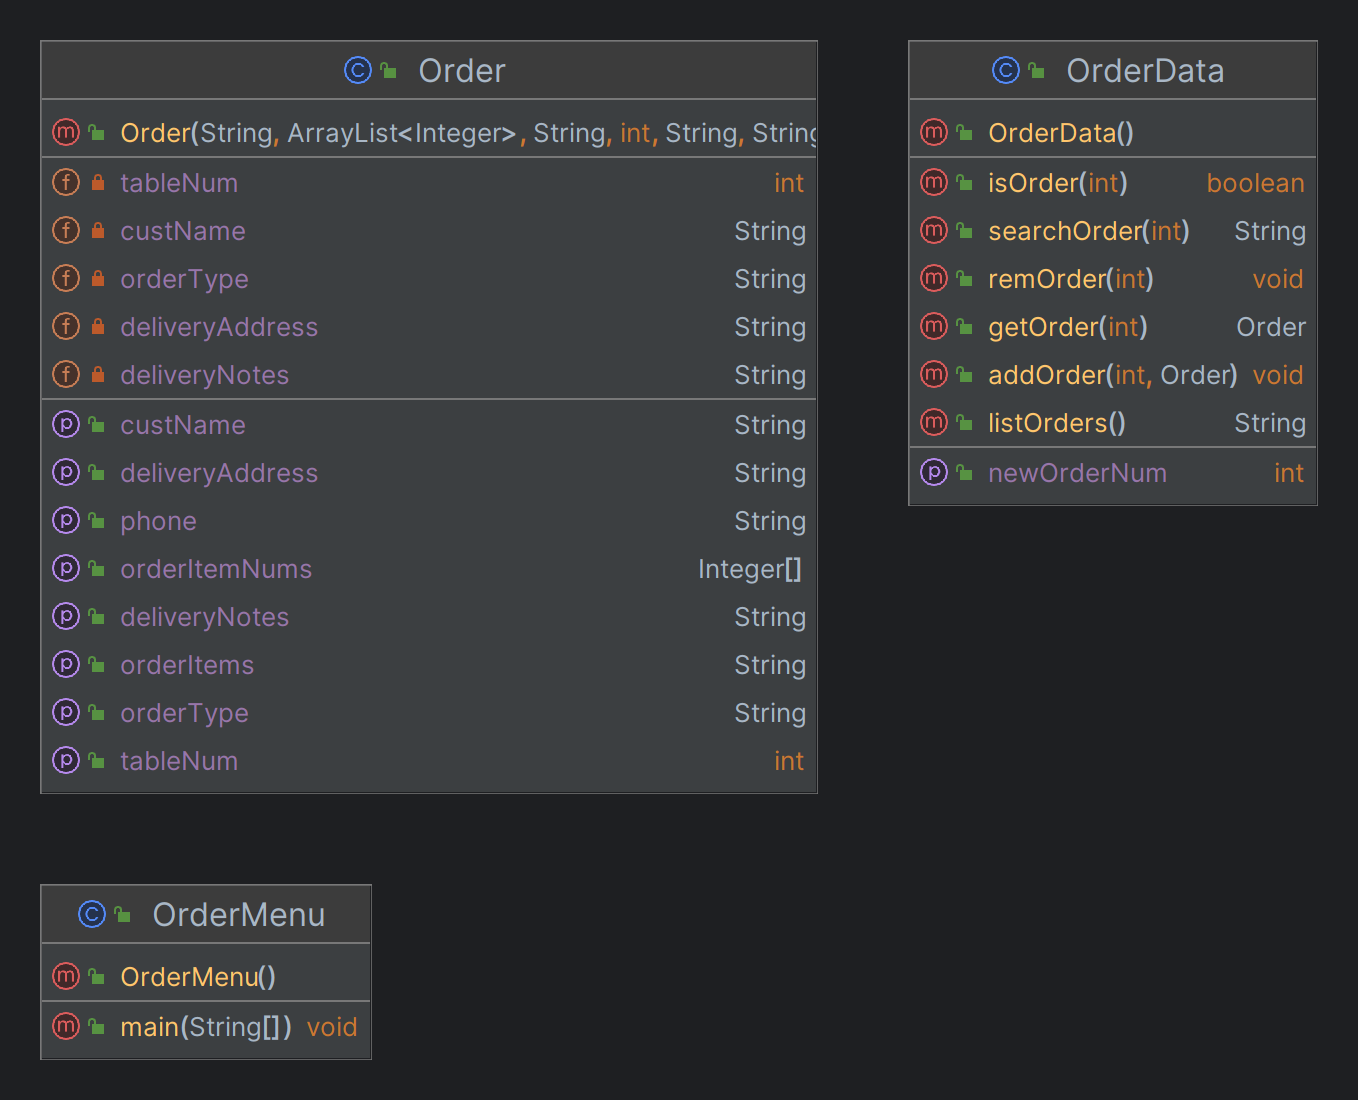 Order
Order(String, ArrayList<Integer>, String, int, String, String
tableNum int
custName String
orderType String
deliveryAddress String
deliveryNotes String
custName String
deliveryAddress String
phone String
orderItemNums Integer[]
deliveryNotes String
orderItems String
orderType String
tableNum int
OrderData
OrderData()
isOrder(int) boolean
searchOrder(int) String
remOrder(int) void
getOrder(int) Order
addOrder(int, Order) void
listOrders() String
newOrderNum int
OrderMenu
OrderMenu()
main(String[]) void